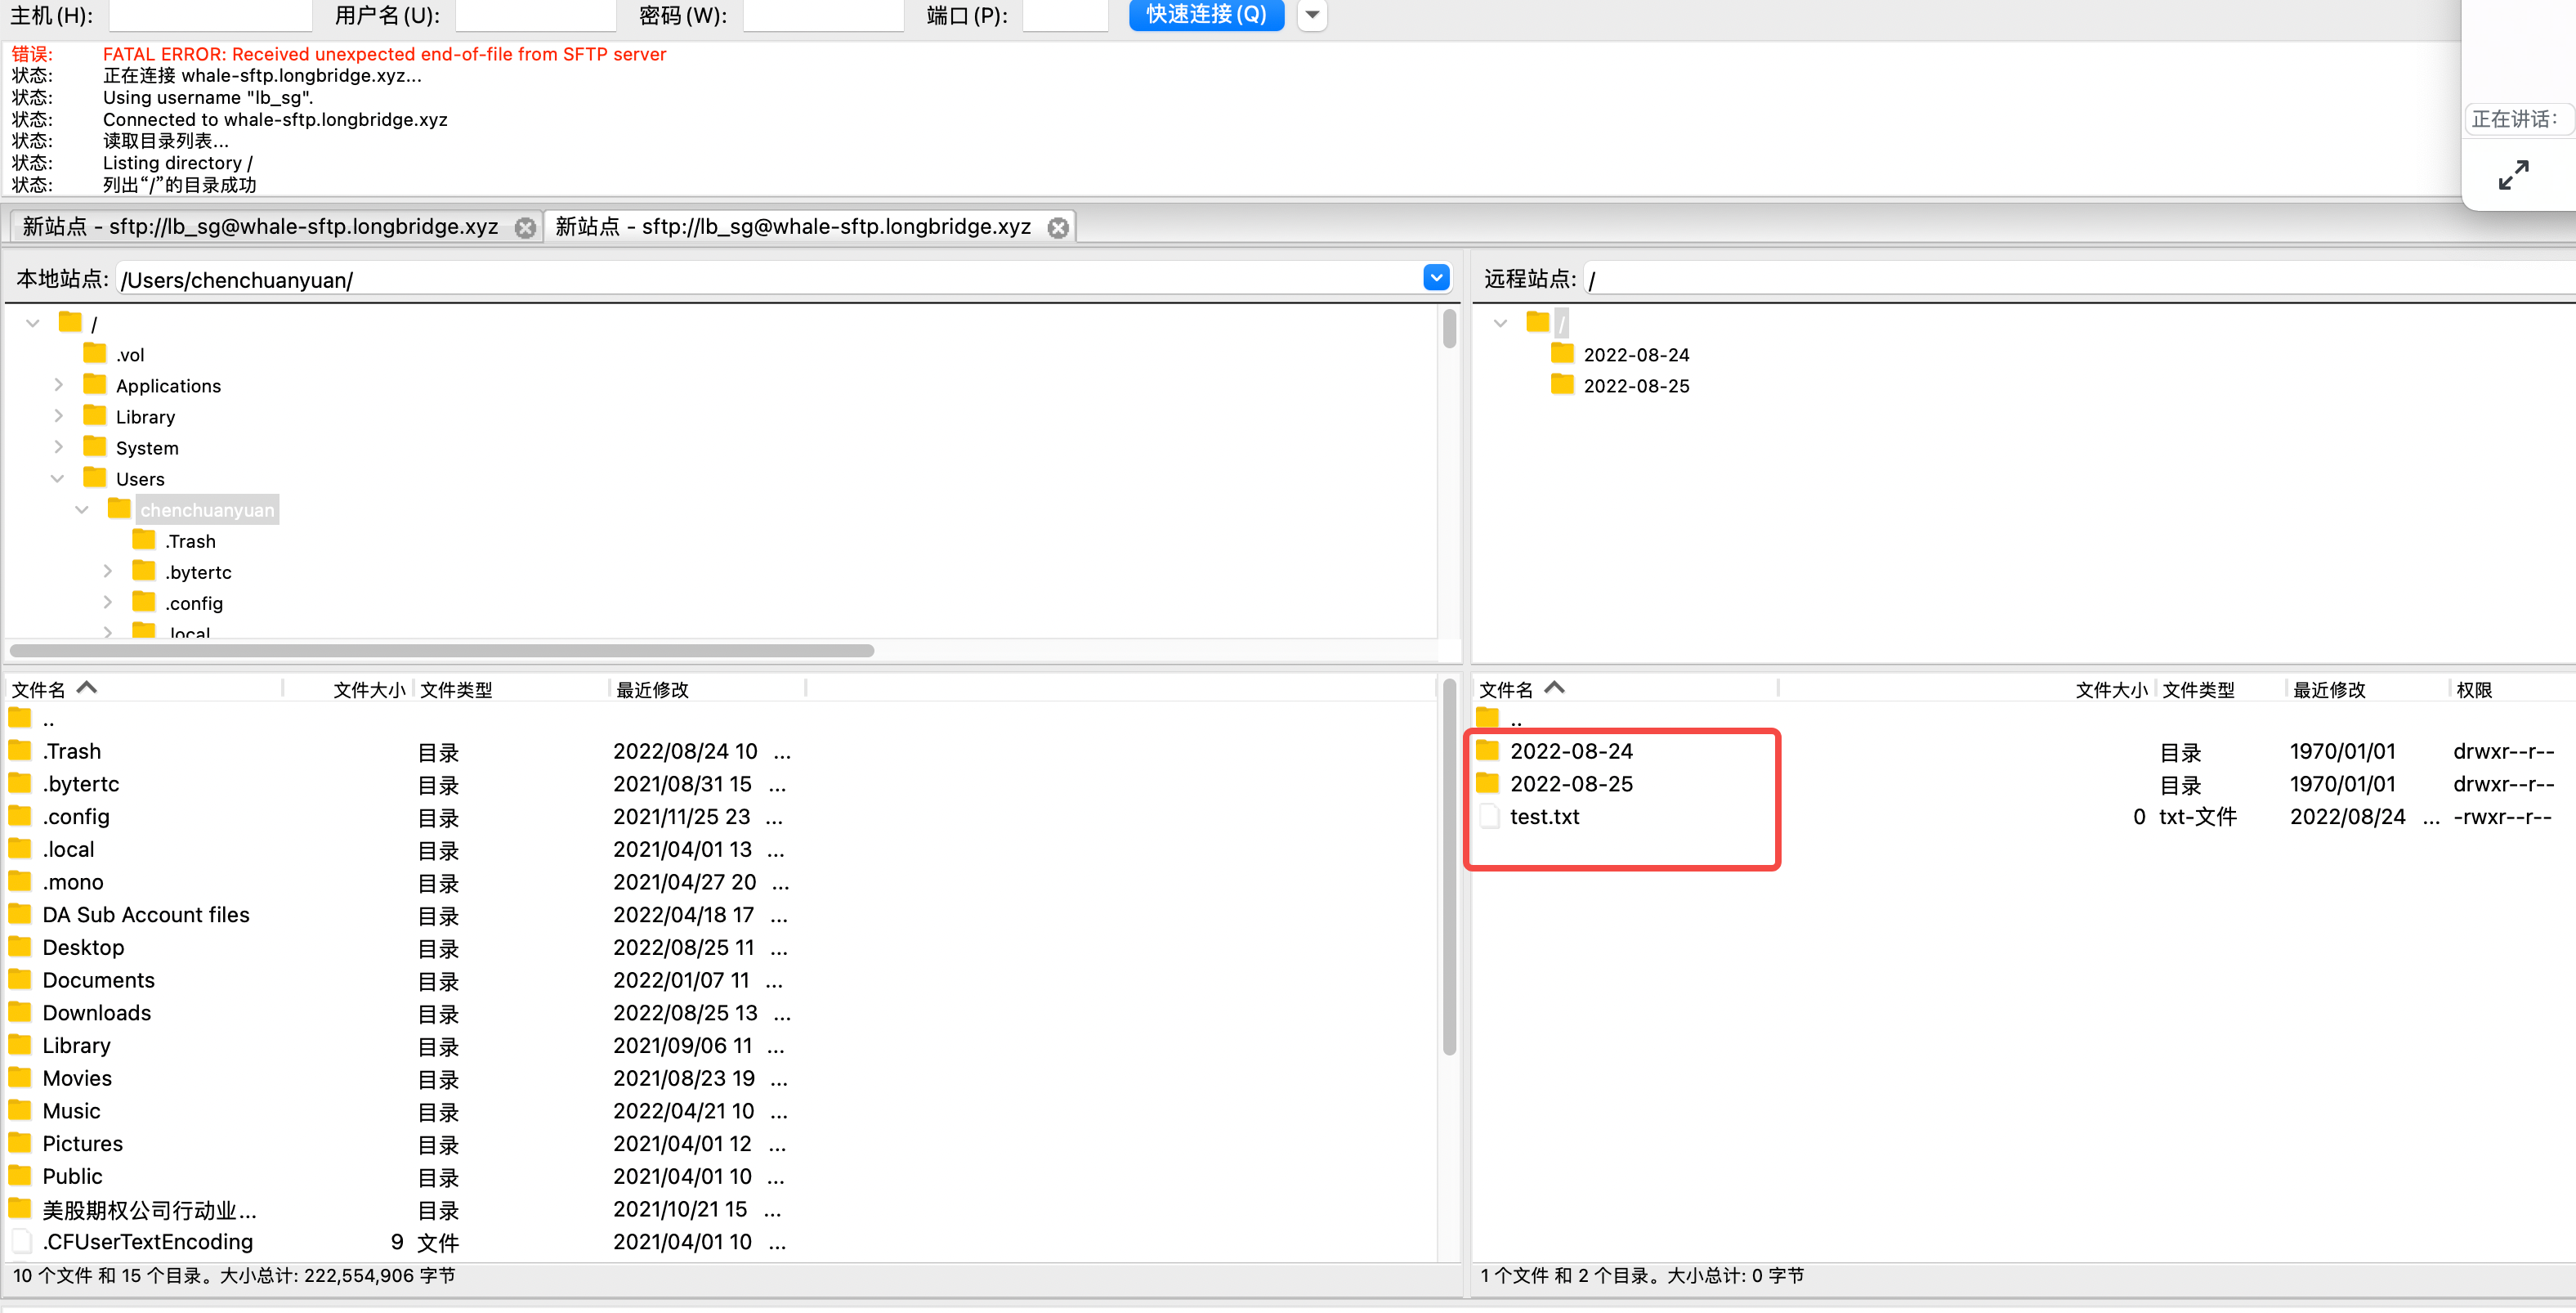 主机(H): 用户名(U): 密码(W): 端口(P): 快速连接(Q)
错误: FATAL ERROR: Received unexpected end-of-file from SFTP server
状态: 正在连接 whale-sftp.longbridge.xyz...
状态: Using username "lb_sg".
状态: Connected to whale-sftp.longbridge.xyz
状态: 读取目录列表...
状态: Listing directory /
状态: 列出“/”的目录成功
正在讲话:
新站点 - sftp://lb_sg@whale-sftp.longbridge.xyz 新站点 - sftp://lb_sg@whale-sftp.longbridge.xyz
本地站点: /Users/chenchuanyuan/
/
.vol
Applications
Library
System
Users
chenchuanyuan
.Trash
.bytertc
.config
.local
远程站点: /
/
2022-08-24
2022-08-25
文件名 文件大小 文件类型 最近修改
..
.Trash 目录 2022/08/24 10 ...
.bytertc 目录 2021/08/31 15 ...
.config 目录 2021/11/25 23 ...
.local 目录 2021/04/01 13 ...
.mono 目录 2021/04/27 20 ...
DA Sub Account files 目录 2022/04/18 17 ...
Desktop 目录 2022/08/25 11 ...
Documents 目录 2022/01/07 11 ...
Downloads 目录 2022/08/25 13 ...
Library 目录 2021/09/06 11 ...
Movies 目录 2021/08/23 19 ...
Music 目录 2022/04/21 10 ...
Pictures 目录 2021/04/01 12 ...
Public 目录 2021/04/01 10 ...
美股期权公司行动业... 目录 2021/10/21 15 ...
.CFUserTextEncoding 9 文件 2021/04/01 10 ...
10 个文件 和 15 个目录。大小总计: 222,554,906 字节
文件名 文件大小 文件类型 最近修改 权限
..
2022-08-24 目录 1970/01/01 drwxr--r--
2022-08-25 目录 1970/01/01 drwxr--r--
test.txt 0 txt-文件 2022/08/24 ... -rwxr--r--
1 个文件 和 2 个目录。大小总计: 0 字节